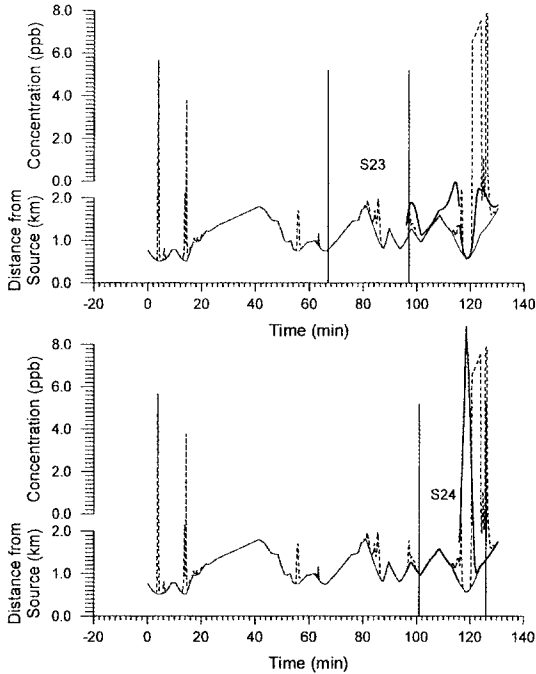 8.0
6.0
4.0
2.0
0.0
Concentration (ppb)
2.0
1.0
0.0
Distance from
Source (km)
S23
-20 0 20 40 60 80 100 120 140
Time (min)
8.0
6.0
4.0
2.0
0.0
Concentration (ppb)
2.0
1.0
0.0
Distance from
Source (km)
S24
-20 0 20 40 60 80 100 120 140
Time (min)